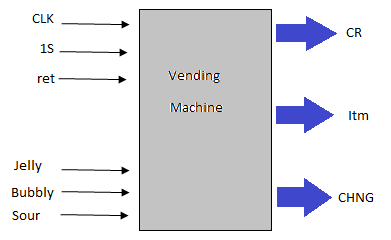 CLK
1S
ret
Vending
Machine
Jelly
Bubbly
Sour
CR
Itm
CHNG